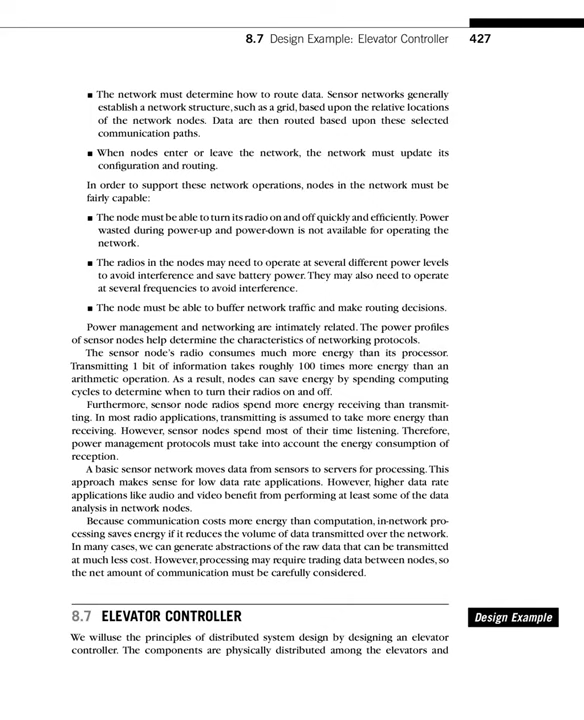 8.7 Design Example: Elevator Controller 427
■ The network must determine how to route data. Sensor networks generally
establish a network structure, such as a grid, based upon the relative locations
of the network nodes. Data are then routed based upon these selected
communication paths.
■ When nodes enter or leave the network, the network must update its
configuration and routing.
In order to support these network operations, nodes in the network must be
fairly capable:
■ The node must be able to turn its radio on and off quickly and efficiently. Power
wasted during power-up and power-down is not available for operating the
network.
■ The radios in the nodes may need to operate at several different power levels
to avoid interference and save battery power. They may also need to operate
at several frequencies to avoid interference.
■ The node must be able to buffer network traffic and make routing decisions.
Power management and networking are intimately related. The power profiles
of sensor nodes help determine the characteristics of networking protocols.
The sensor node's radio consumes much more energy than its processor.
Transmitting 1 bit of information takes roughly 100 times more energy than an
arithmetic operation. As a result, nodes can save energy by spending computing
cycles to determine when to turn their radios on and off.
Furthermore, sensor node radios spend more energy receiving than transmit-
ting. In most radio applications, transmitting is assumed to take more energy than
receiving. However, sensor nodes spend most of their time listening. Therefore,
power management protocols must take into account the energy consumption of
reception.
A basic sensor network moves data from sensors to servers for processing. This
approach makes sense for low data rate applications. However, higher data rate
applications like audio and video benefit from performing at least some of the data
analysis in network nodes.
Because communication costs more energy than computation, in-network pro-
cessing saves energy if it reduces the volume of data transmitted over the network.
In many cases, we can generate abstractions of the raw data that can be transmitted
at much less cost. However, processing may require trading data between nodes, so
the net amount of communication must be carefully considered.
8.7 ELEVATOR CONTROLLER
Design Example
We willuse the principles of distributed system design by designing an elevator
controller. The components are physically distributed among the elevators and